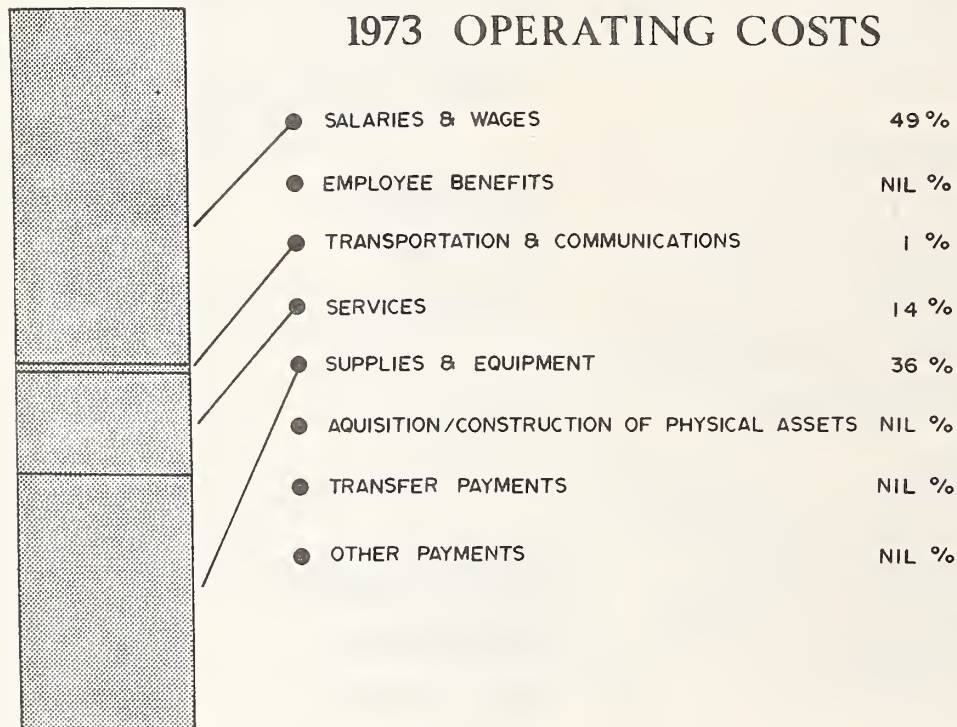 1973 OPERATING COSTS
SALARIES & WAGES 49 %
EMPLOYEE BENEFITS NIL %
TRANSPORTATION & COMMUNICATIONS 1 %
SERVICES 14 %
SUPPLIES & EQUIPMENT 36 %
AQUISITION/CONSTRUCTION OF PHYSICAL ASSETS NIL %
TRANSFER PAYMENTS NIL %
OTHER PAYMENTS NIL %